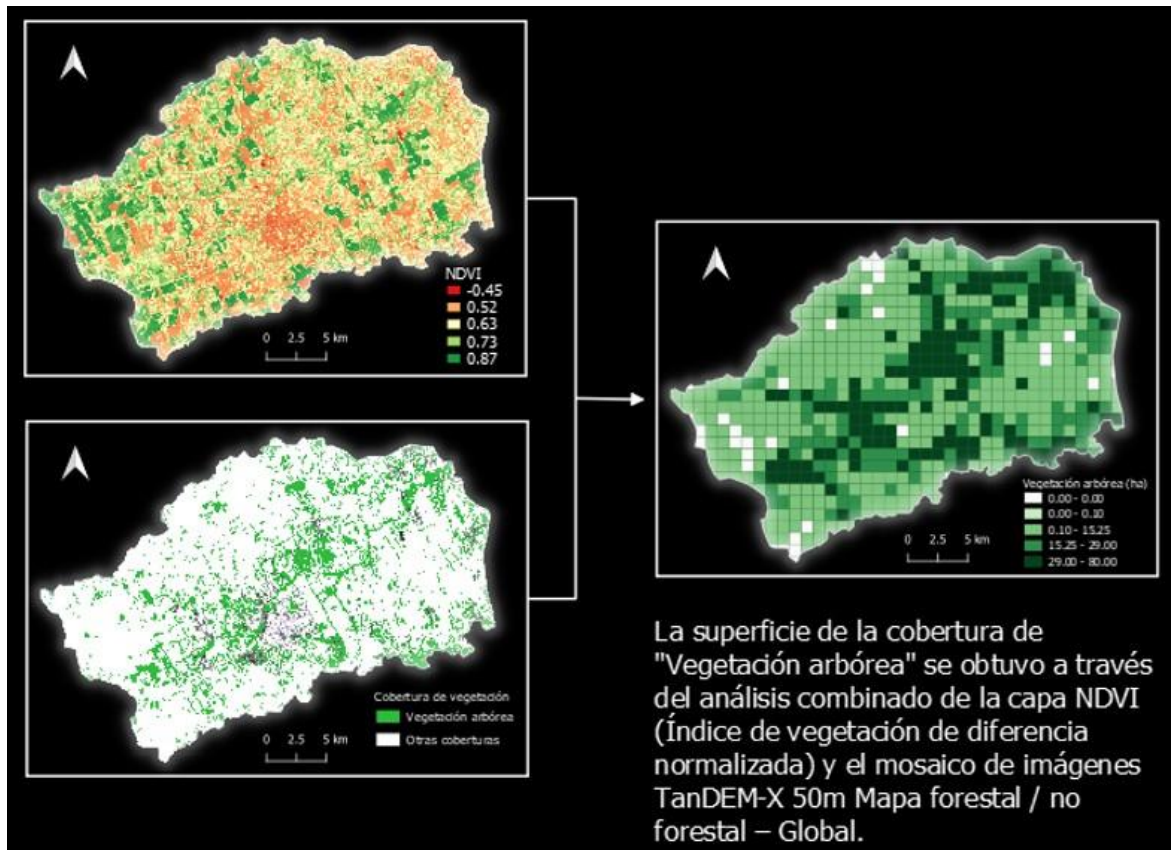 NDVI
-0.45
0.52
0.63
0.73
0.87
0 2.5 5 km
Cobertura de vegetación
Vegetación arbórea
Otras coberturas
0 2.5 5 km
Vegetación arbórea (ha)
0.00 - 0.00
0.00 - 0.10
0.10 - 15.25
15.25 - 29.00
29.00 - 80.00
0 2.5 5 km
La superficie de la cobertura de
"Vegetación arbórea" se obtuvo a través
del análisis combinado de la capa NDVI
(Índice de vegetación de diferencia
normalizada) y el mosaico de imágenes
TanDEM-X 50m Mapa forestal / no
forestal – Global.